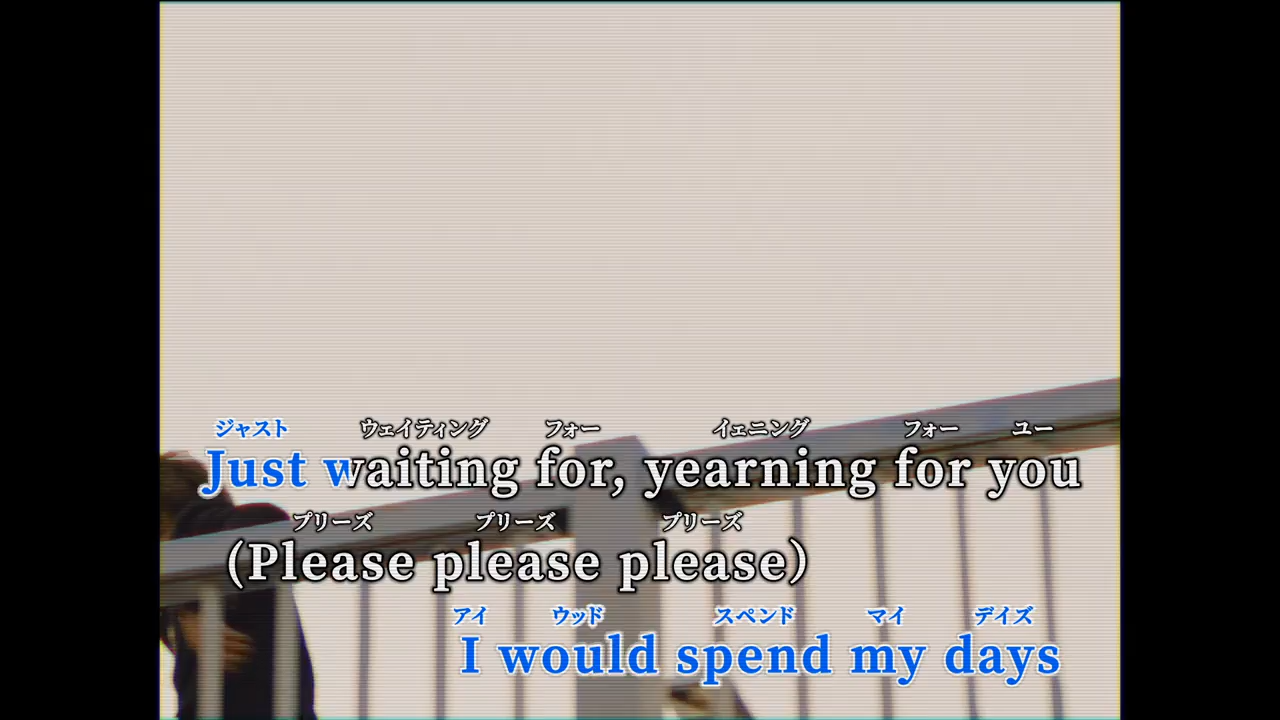 ジャスト ウェイティング フォー イェニング フォー ユー
Just waiting for, yearning for you
プリーズ プリーズ プリーズ
(Please please please)
アイ ウッド スペンド マイ デイズ
I would spend my days